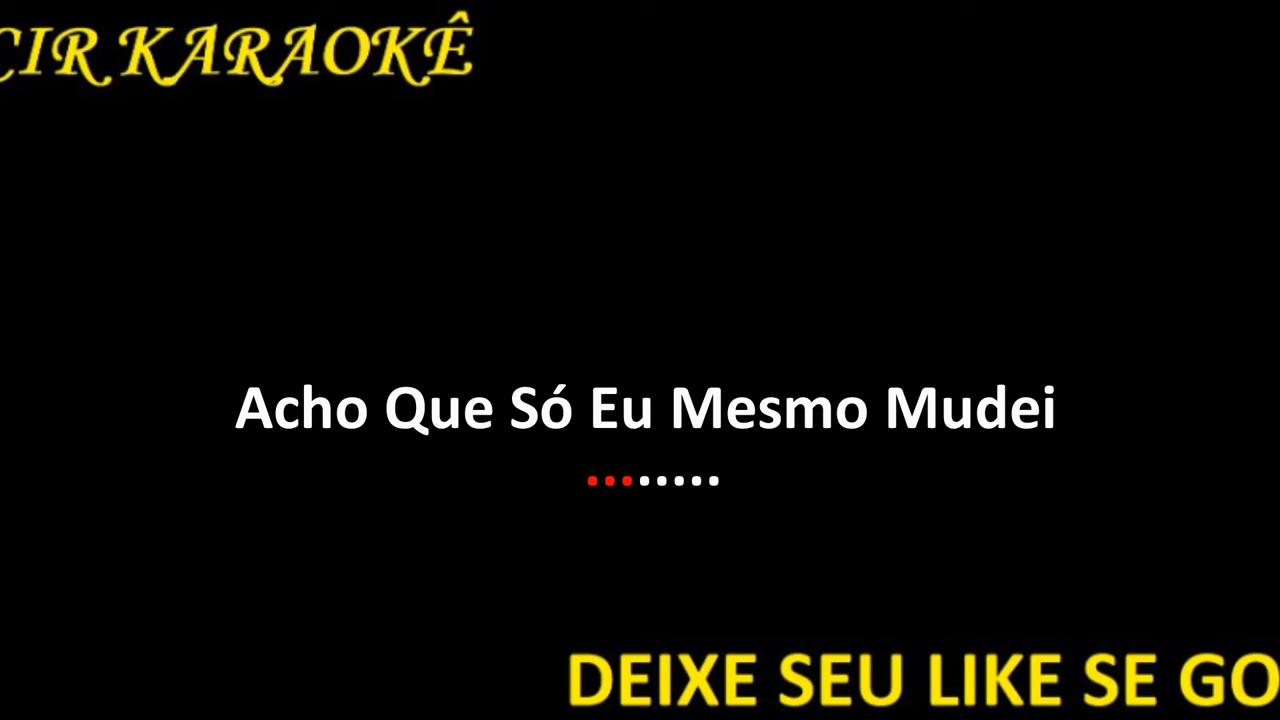 CIR KARAOKÊ
Acho Que Só Eu Mesmo Mudei
........
DEIXE SEU LIKE SE GO